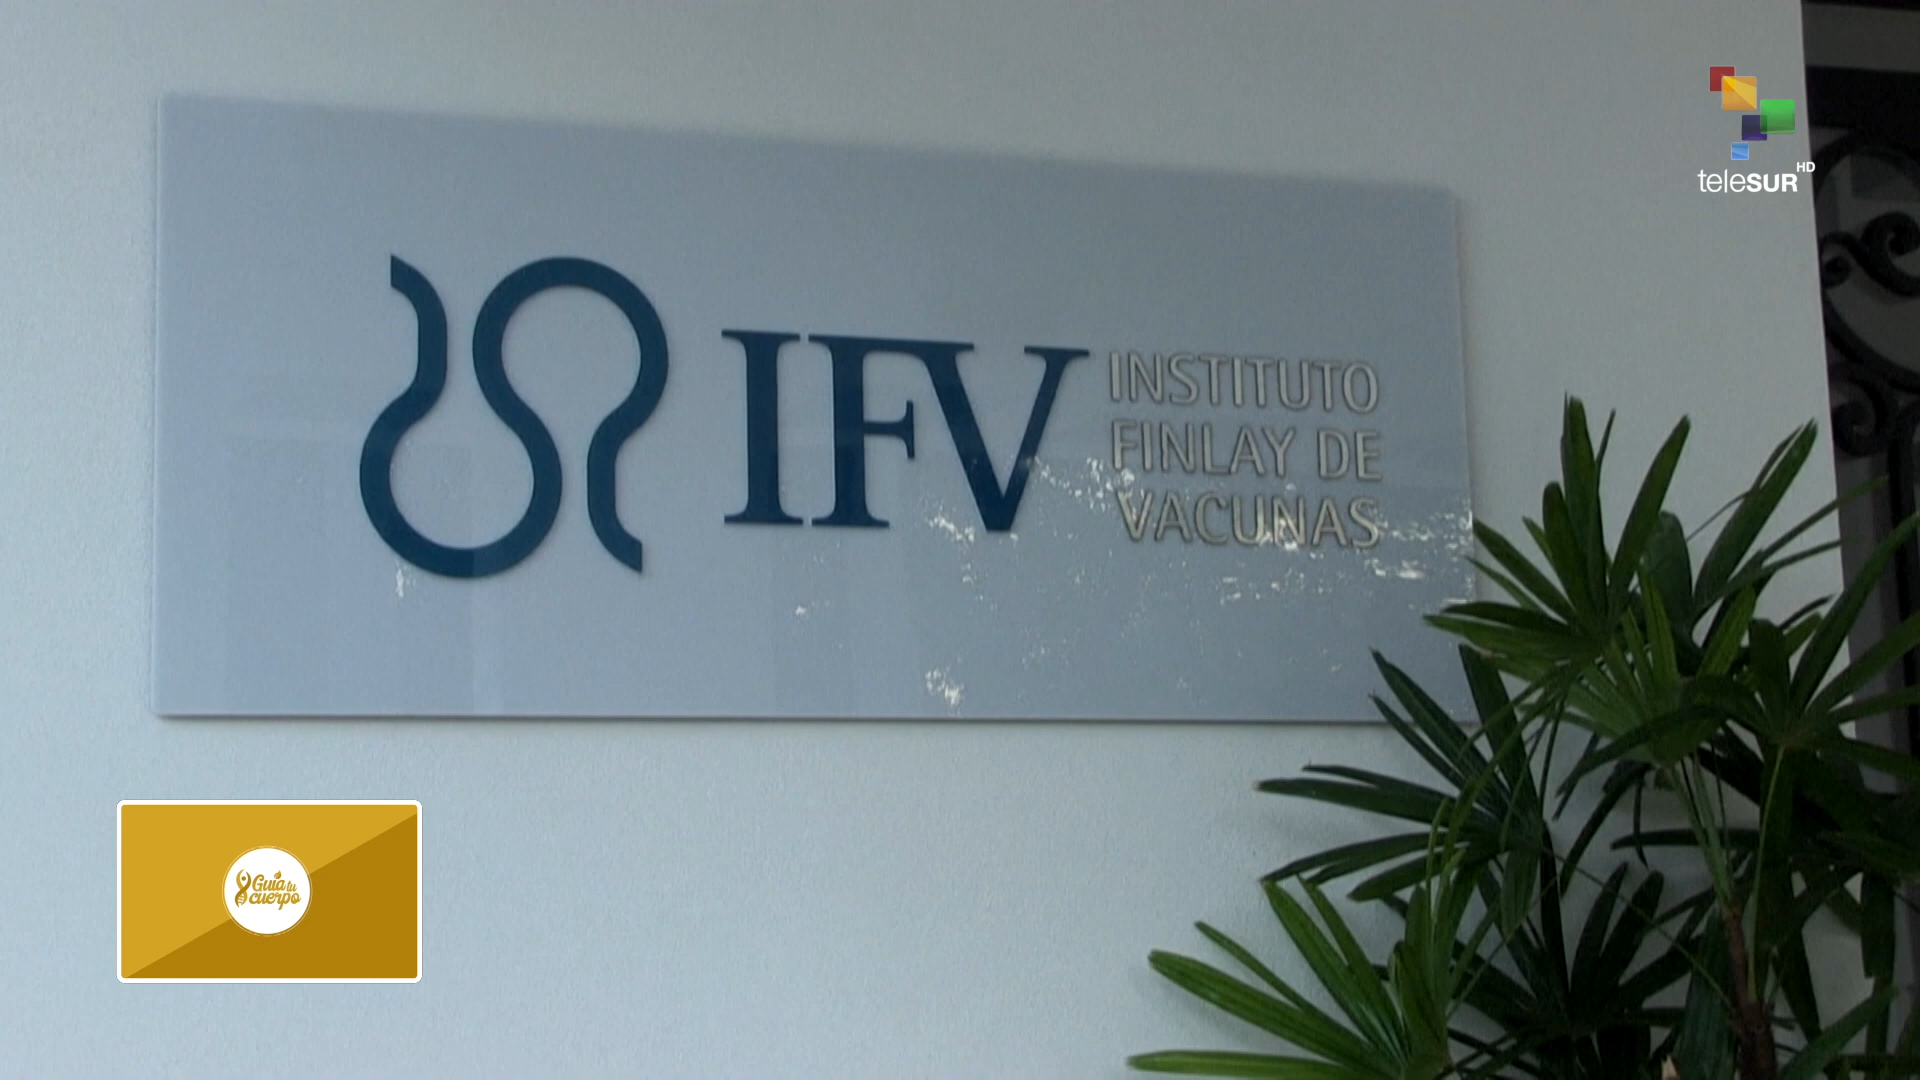 IFV
INSTITUTO
FINLAY DE
VACUNAS
teleSUR HD
Guía tu
cuerpo